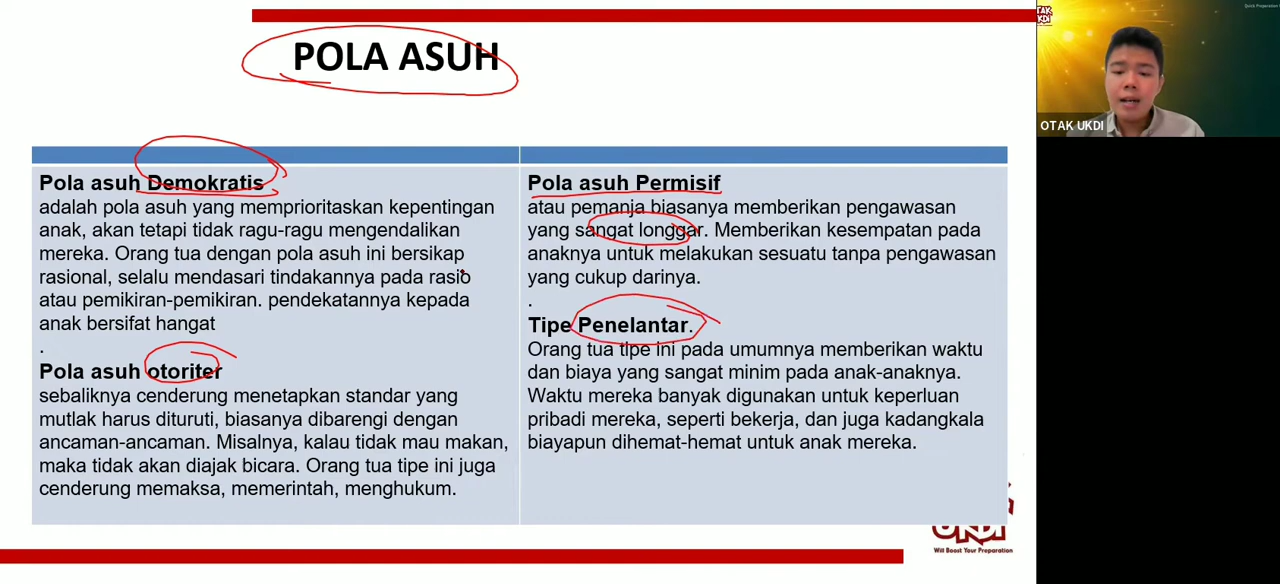 POLA ASUH
Pola asuh Demokratis
adalah pola asuh yang memprioritaskan kepentingan
anak, akan tetapi tidak ragu-ragu mengendalikan
mereka. Orang tua dengan pola asuh ini bersikap
rasional, selalu mendasari tindakannya pada rasio
atau pemikiran-pemikiran. pendekatannya kepada
anak bersifat hangat
.
Pola asuh otoriter
sebaliknya cenderung menetapkan standar yang
mutlak harus dituruti, biasanya dibarengi dengan
ancaman-ancaman. Misalnya, kalau tidak mau makan,
maka tidak akan diajak bicara. Orang tua tipe ini juga
cenderung memaksa, memerintah, menghukum.
Pola asuh Permisif
atau pemanja biasanya memberikan pengawasan
yang sangat longgar. Memberikan kesempatan pada
anaknya untuk melakukan sesuatu tanpa pengawasan
yang cukup darinya.
.
Tipe Penelantar.
Orang tua tipe ini pada umumnya memberikan waktu
dan biaya yang sangat minim pada anak-anaknya.
Waktu mereka banyak digunakan untuk keperluan
pribadi mereka, seperti bekerja, dan juga kadangkala
biayapun dihemat-hemat untuk anak mereka.
UKDI
Will Boost Your Preparation
TAK
KDI
Quick Preparation
OTAK UKDI